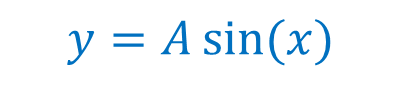 y = A sin(x)